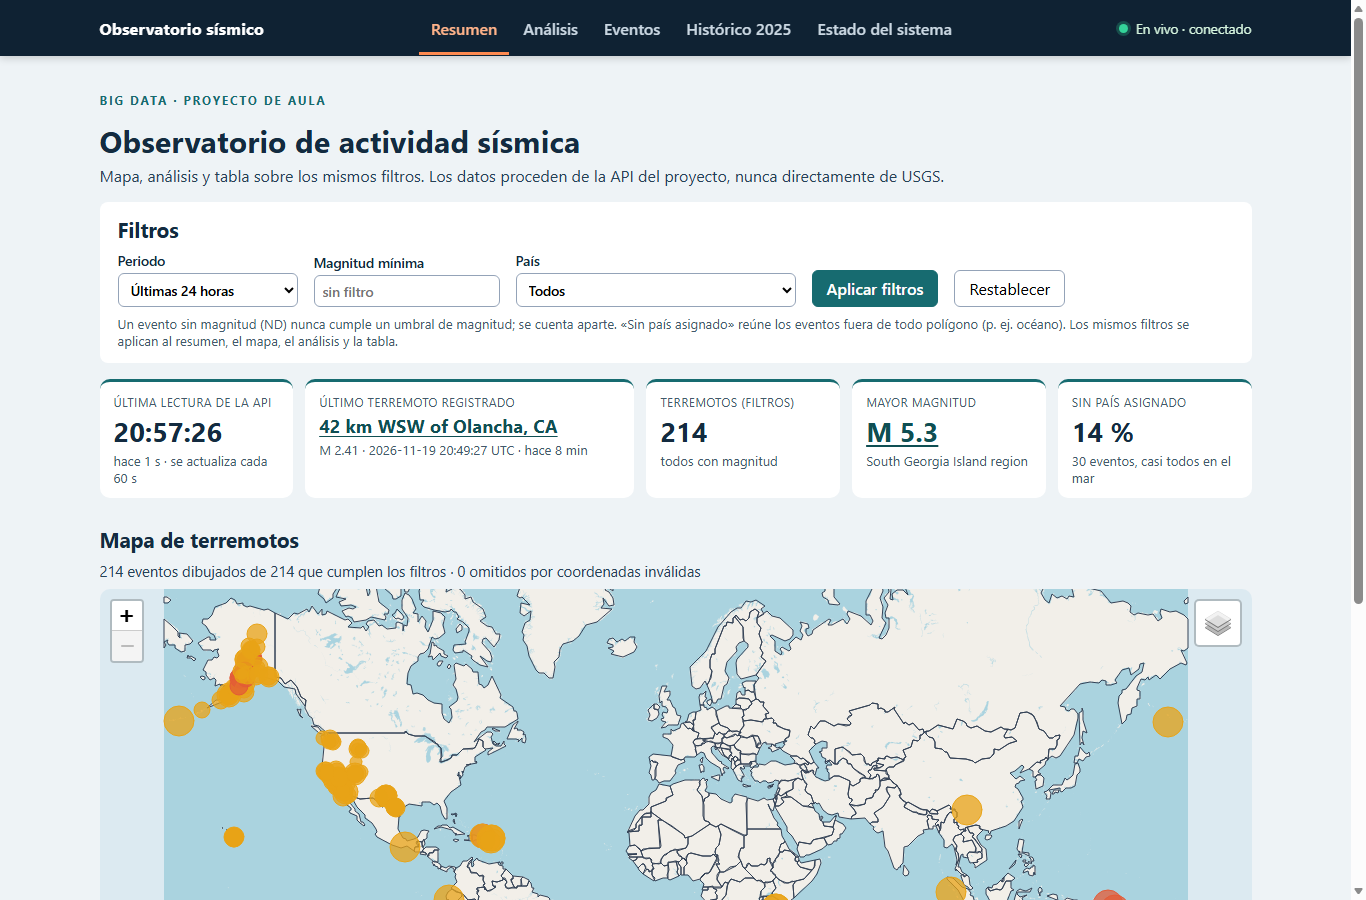 Observatorio sísmico
Resumen
Análisis
Eventos
Histórico 2025
Estado del sistema
En vivo · conectado
BIG DATA · PROYECTO DE AULA
Observatorio de actividad sísmica
Mapa, análisis y tabla sobre los mismos filtros. Los datos proceden de la API del proyecto, nunca directamente de USGS.
Filtros
Periodo
Últimas 24 horas
Magnitud mínima
sin filtro
País
Todos
Aplicar filtros
Restablecer
Un evento sin magnitud (ND) nunca cumple un umbral de magnitud; se cuenta aparte. «Sin país asignado» reúne los eventos fuera de todo polígono (p. ej. océano). Los mismos filtros se
aplican al resumen, el mapa, el análisis y la tabla.
ÚLTIMA LECTURA DE LA API
20:57:26
hace 1 s · se actualiza cada
60 s
ÚLTIMO TERREMOTO REGISTRADO
42 km WSW of Olancha, CA
M 2.41 · 2026-11-19 20:49:27 UTC · hace 8 min
TERREMOTOS (FILTROS)
214
todos con magnitud
MAYOR MAGNITUD
M 5.3
South Georgia Island region
SIN PAÍS ASIGNADO
14 %
30 eventos, casi todos en el
mar
Mapa de terremotos
214 eventos dibujados de 214 que cumplen los filtros · 0 omitidos por coordenadas inválidas
+
−